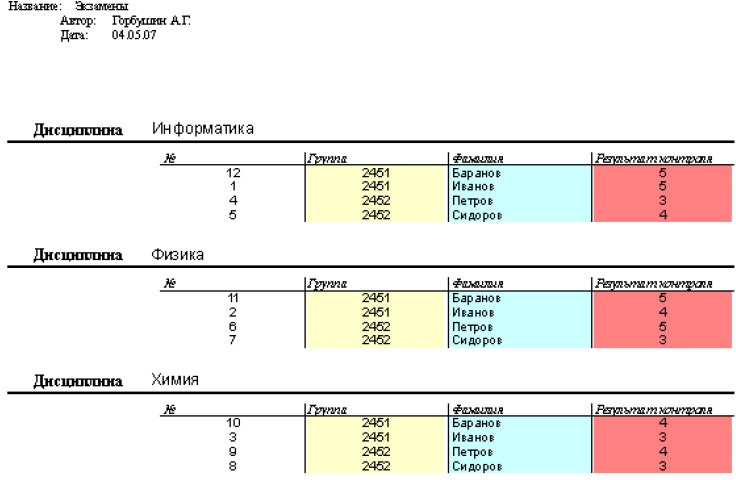 Название: Экзамены
Автор: Горбушин А.Г.
Дата: 04.05.07
Дисциплина Информатика
№ Группа Фамилия Результат контроля
12 2451 Баранов 5
1 2451 Иванов 5
4 2452 Петров 3
5 2452 Сидоров 4
Дисциплина Физика
№ Группа Фамилия Результат контроля
11 2451 Баранов 5
2 2451 Иванов 4
6 2452 Петров 5
7 2452 Сидоров 3
Дисциплина Химия
№ Группа Фамилия Результат контроля
10 2451 Баранов 4
3 2451 Иванов 3
9 2452 Петров 4
8 2452 Сидоров 3